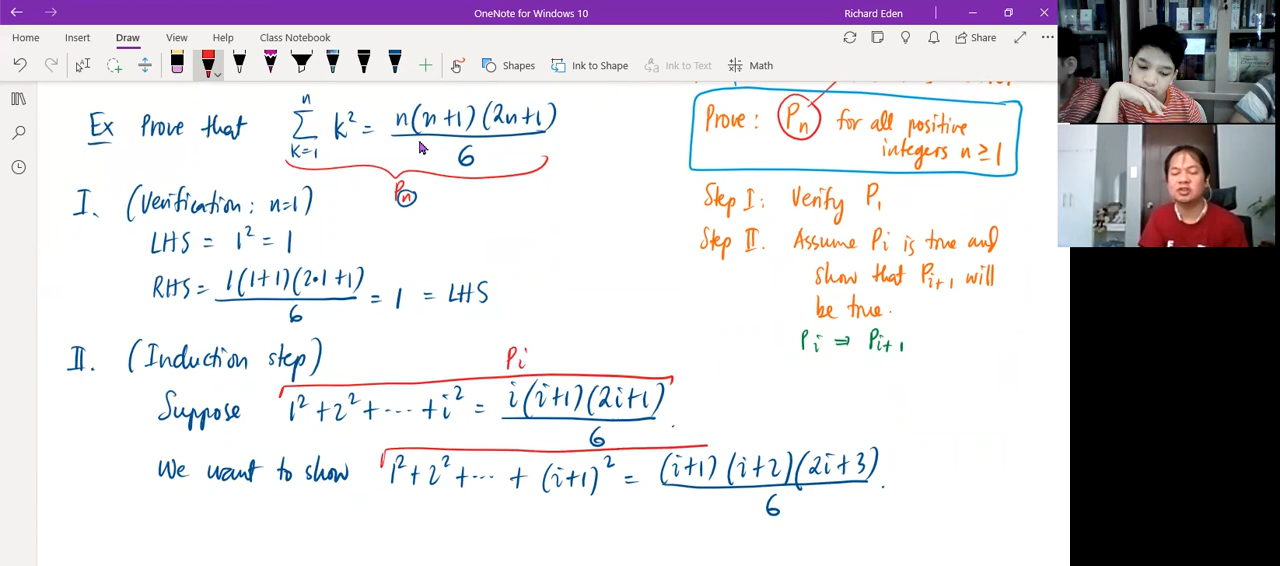 OneNote for Windows 10
Richard Eden
Home Insert Draw View Help Class Notebook
Share
Shapes Ink to Shape Ink to Text Math
Ex Prove that n Σ k=1 k² = n(n+1)(2n+1) / 6
Pn
I. (Verification: n=1)
LHS = 1² = 1
RHS = 1(1+1)(2•1+1) / 6 = 1 = LHS
II. (Induction step)
Pi
Suppose 1² + 2² + ··· + i² = i(i+1)(2i+1) / 6 .
We want to show 1² + 2² + ··· + (i+1)² = (i+1)(i+2)(2i+3) / 6 .
Prove: Pn for all positive
integers n ≥ 1
Step I: Verify P₁
Step II. Assume Pi is true and
show that Pi+1 will
be true.
Pi ⇒ Pi+1